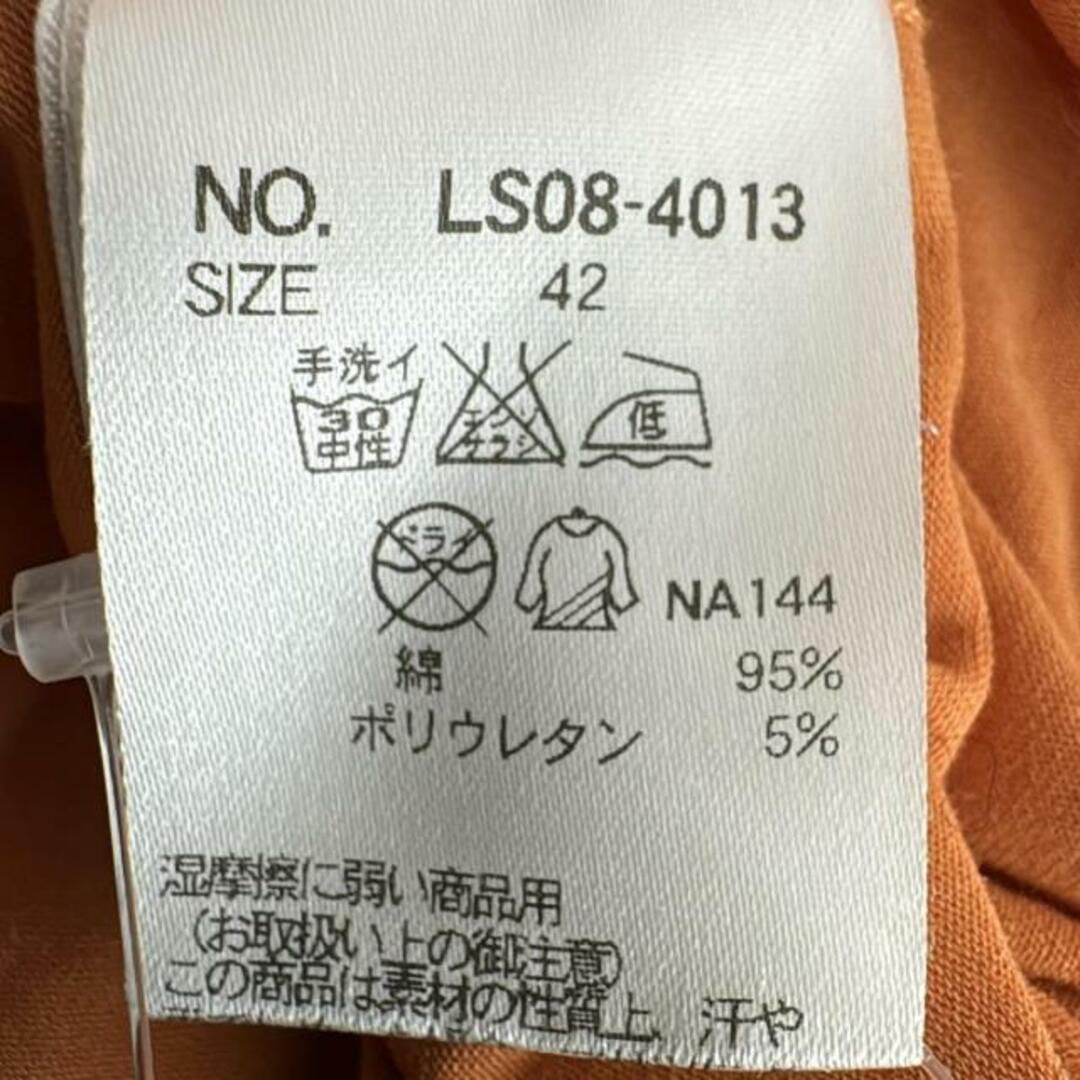 NO. LS08-4013
SIZE 42
手洗イ
30
中性
エンソ
サラシ
低
ドライ
NA144
綿 95%
ポリウレタン 5%
湿摩擦に弱い商品用
(お取扱い上の御注意)
この商品は素材の性質上、汗や